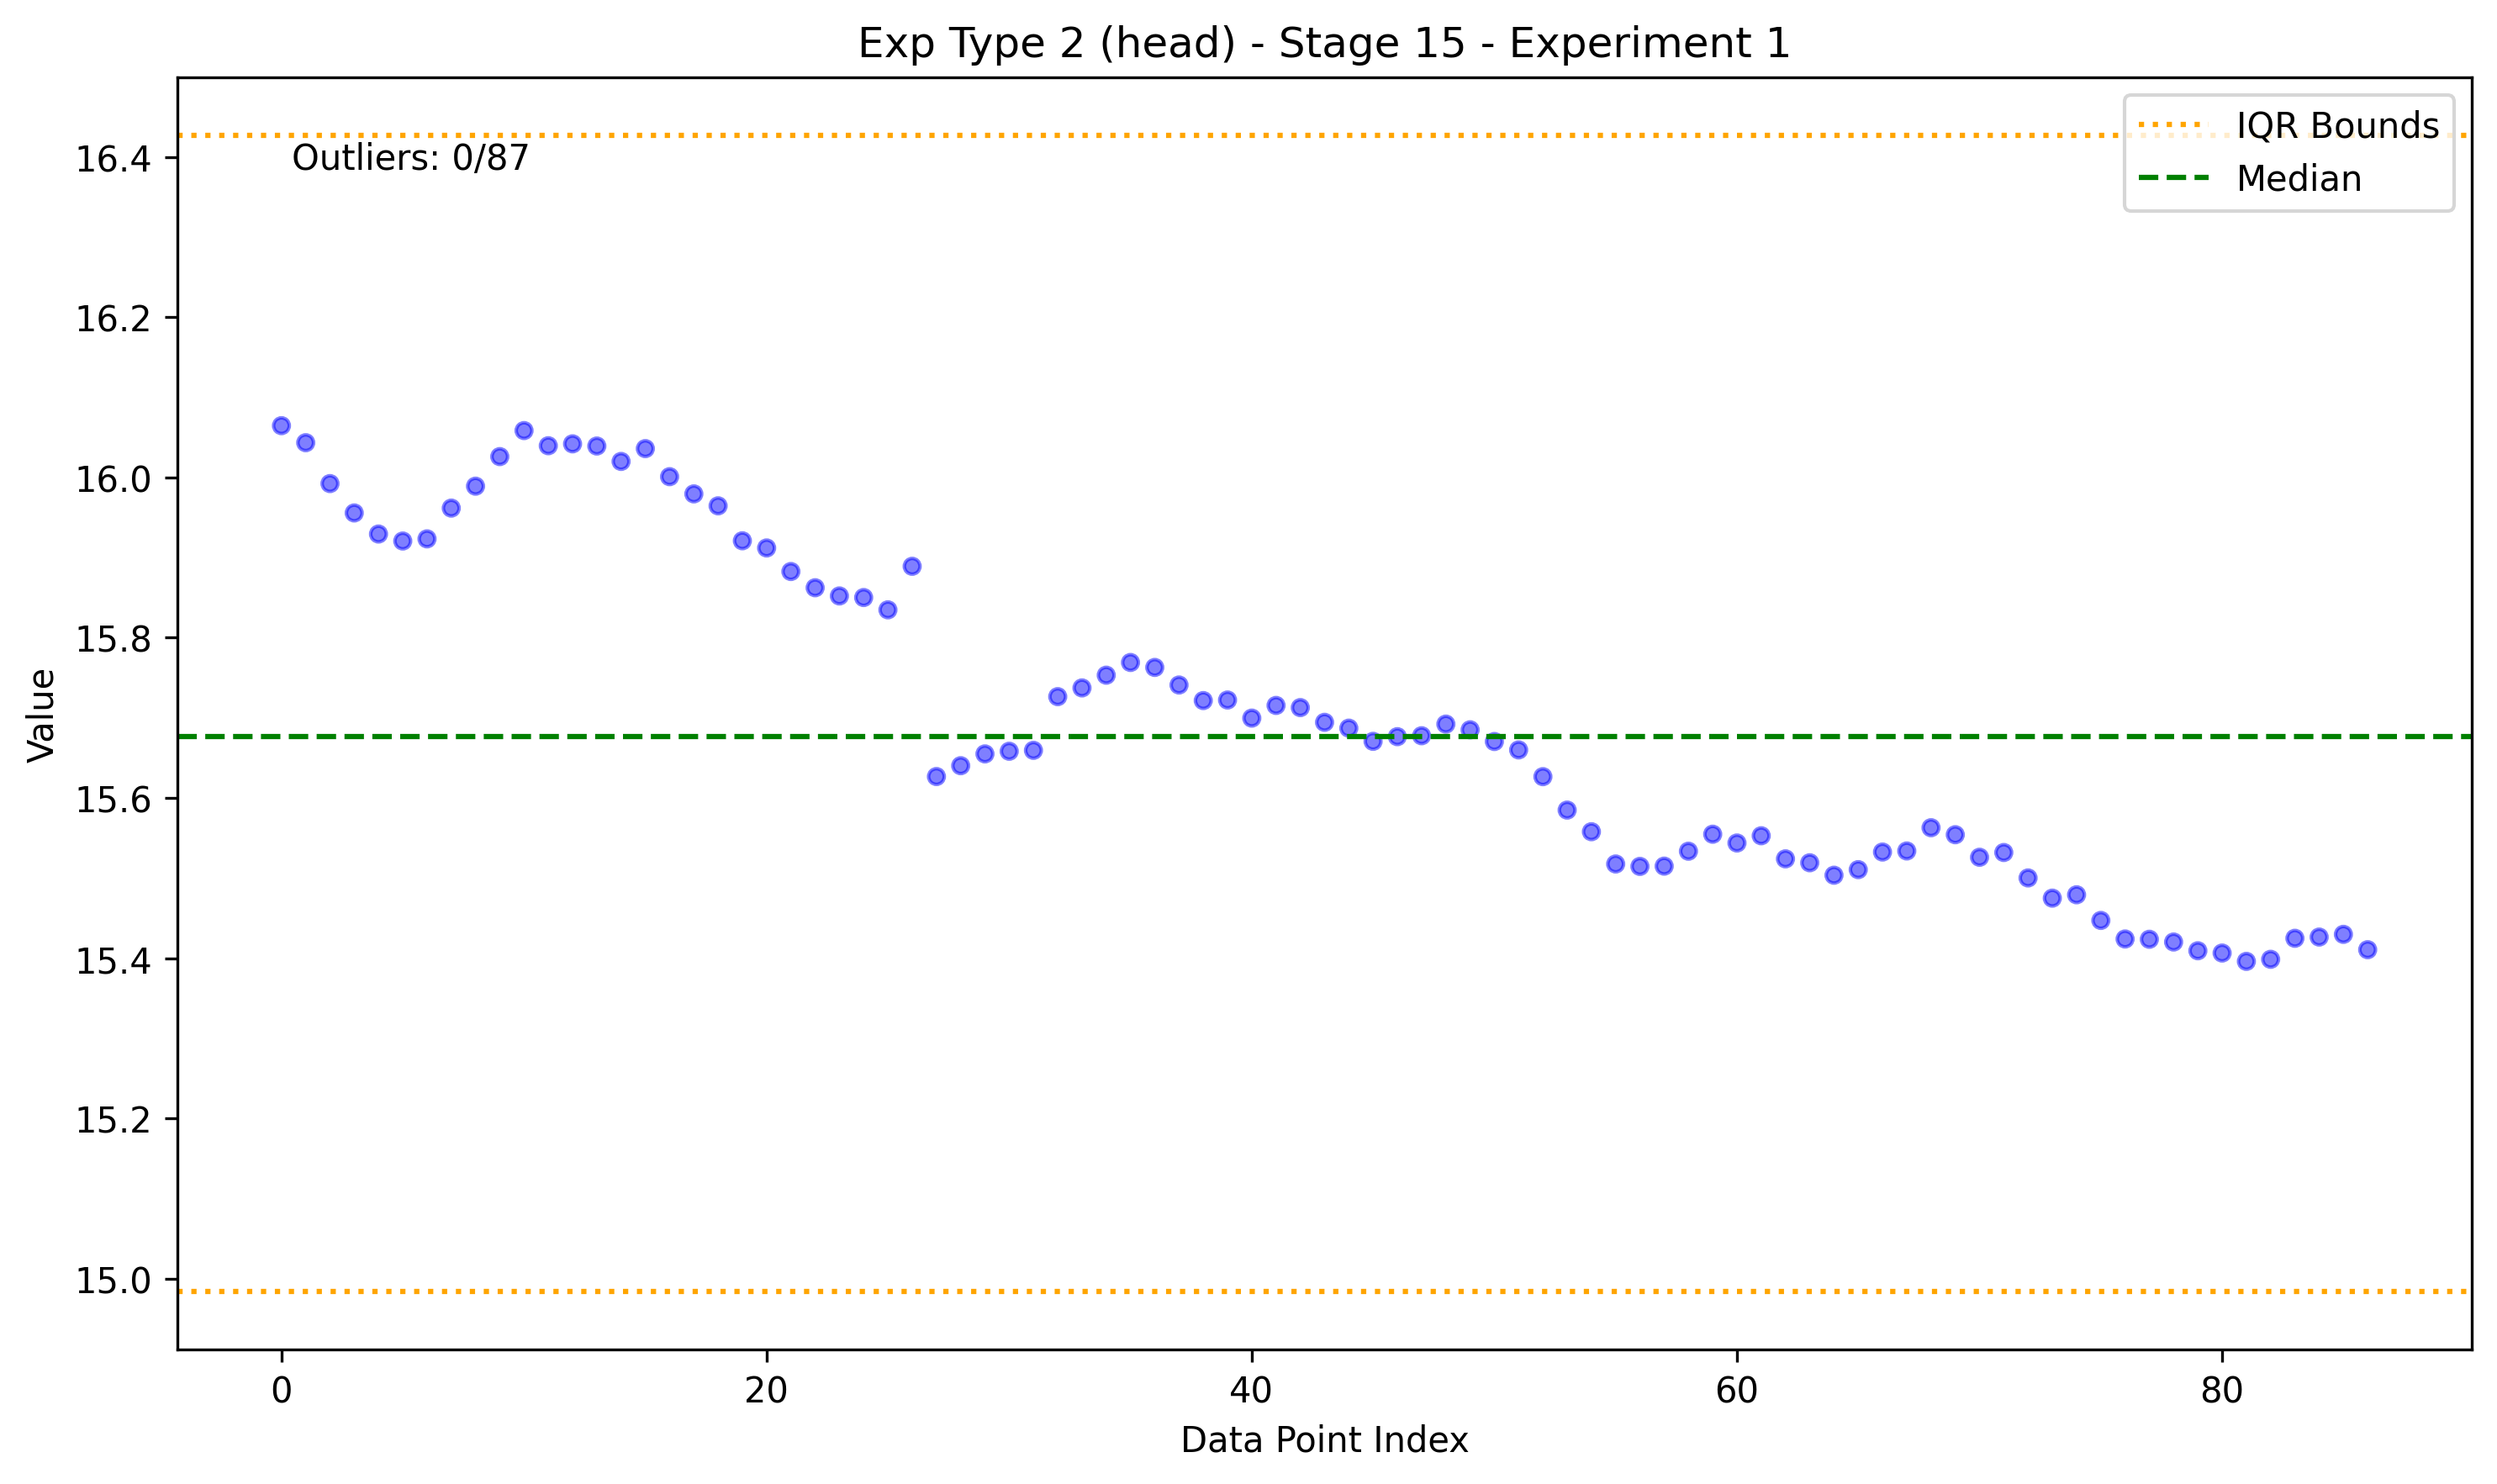 Exp Type 2 (head) - Stage 15 - Experiment 1
IQR Bounds
Median
Outliers: 0/87
16.4
16.2
16.0
15.8
15.6
15.4
15.2
15.0
Value
0 20 40 60 80
Data Point Index